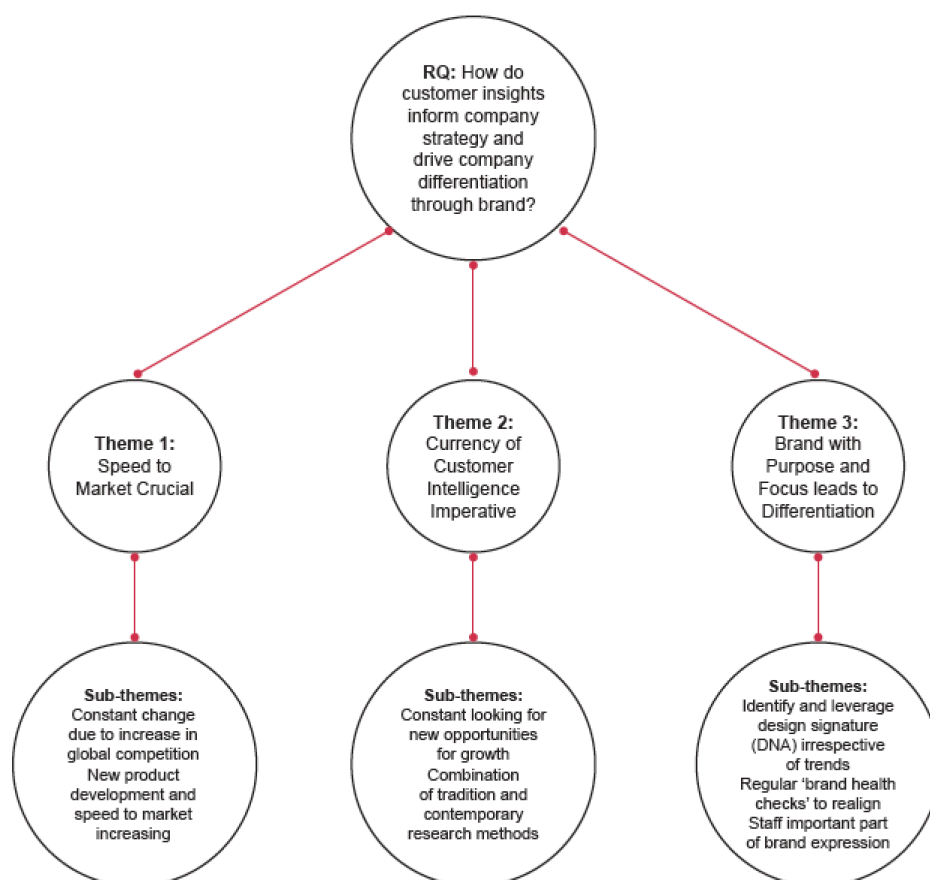 RQ: How do
customer insights
inform company
strategy and
drive company
differentiation
through brand?
Theme 1:
Speed to
Market Crucial
Theme 2:
Currency of
Customer
Intelligence
Imperative
Theme 3:
Brand with
Purpose and
Focus leads to
Differentiation
Sub-themes:
Constant change
due to increase in
global competition
New product
development and
speed to market
increasing
Sub-themes:
Constant looking for
new opportunities
for growth
Combination
of tradition and
contemporary
research methods
Sub-themes:
Identify and leverage
design signature
(DNA) irrespective
of trends
Regular ‘brand health
checks’ to realign
Staff important part
of brand expression